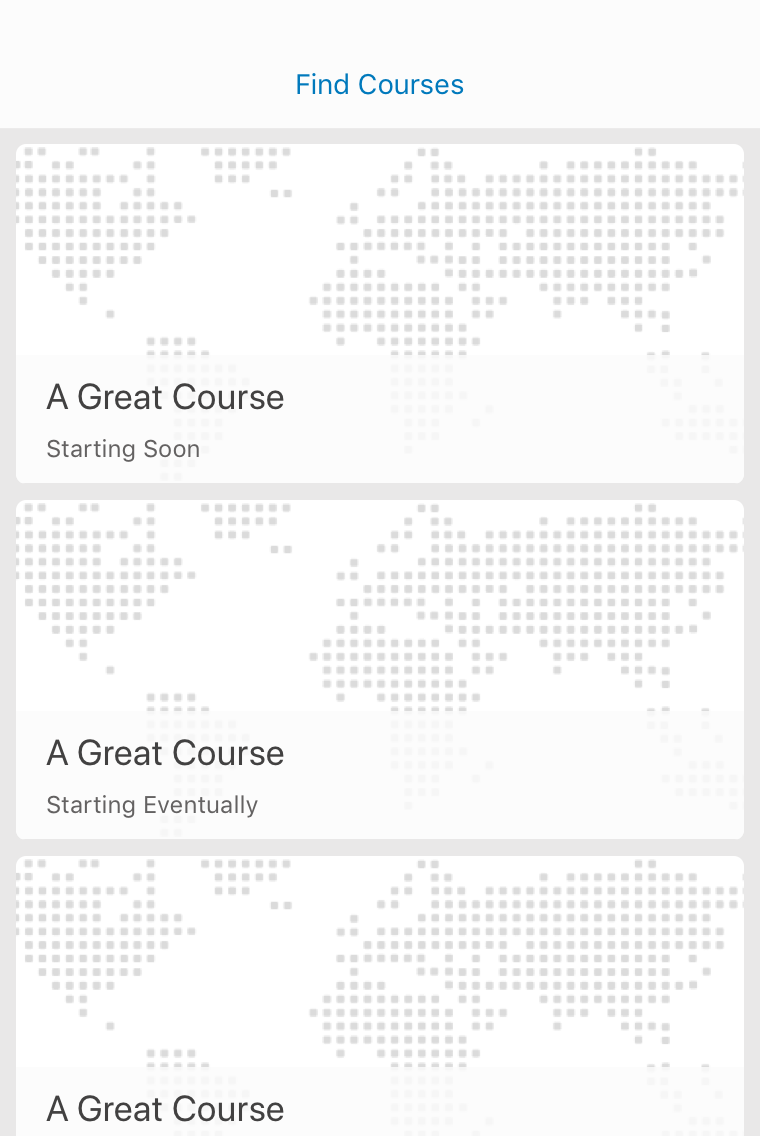 Find Courses
A Great Course
Starting Soon
A Great Course
Starting Eventually
A Great Course